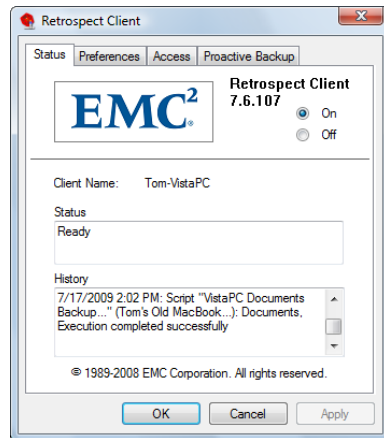 Retrospect Client
Status Preferences Access Proactive Backup
EMC²
Retrospect Client
7.6.107
On
Off
Client Name: Tom-VistaPC
Status
Ready
History
7/17/2009 2:02 PM: Script "VistaPC Documents
Backup..." (Tom's Old MacBook...): Documents,
Execution completed successfully
© 1989-2008 EMC Corporation. All rights reserved.
OK Cancel Apply